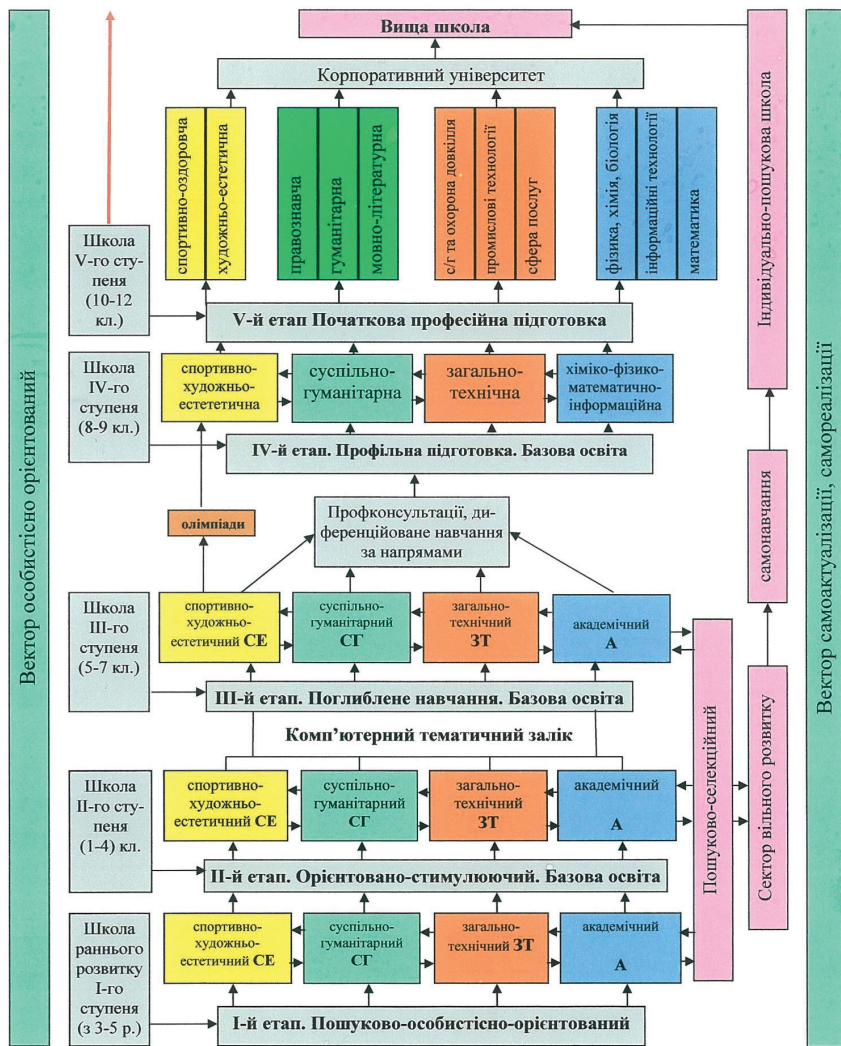 Вища школа
Корпоративний університет
спортивно-оздоровча
художньо-естетична
правознавча
гуманітарна
мовно-літературна
с/г та охорона довкілля
промислові технології
сфера послуг
фізика, хімія, біологія
інформаційні технології
математика
Школа
V-го сту-
пеня
(10-12
кл.)
V-й етап Початкова професійна підготовка
Школа
IV-го
ступеня
(8-9 кл.)
спортивно-
художньо-
естететична
суспільно-
гуманітарна
загально-
технічна
хіміко-фізико-
математично-
інформаційна
IV-й етап. Профільна підготовка. Базова освіта
олімпіади
Профконсультації, ди-
ференційоване навчання
за напрямами
Школа
III-го
ступеня
(5-7 кл.)
спортивно-
художньо-
естетичний СЕ
суспільно-
гуманітарний
СГ
загально-
технічний
ЗТ
академічний
А
III-й етап. Поглиблене навчання. Базова освіта
Комп’ютерний тематичний залік
Школа
II-го сту-
пеня
(1-4) кл.
спортивно-
художньо-
естетичний СЕ
суспільно-
гуманітарний
СГ
загально-
технічний
ЗТ
академічний
А
II-й етап. Орієнтовано-стимулюючий. Базова освіта
Школа
раннього
розвитку
I-го
ступеня
(з 3-5 р.)
спортивно-
художньо-
естетичний СЕ
суспільно-
гуманітарний
СГ
загально-
технічний ЗТ
академічний
А
I-й етап. Пошуково-особистісно-орієнтований
Вектор особистісно орієнтований
Пошуково-селекційний
Сектор вільного розвитку
самонавчання
Індивідуально-пошукова школа
Вектор самоактуалізації, самореалізації